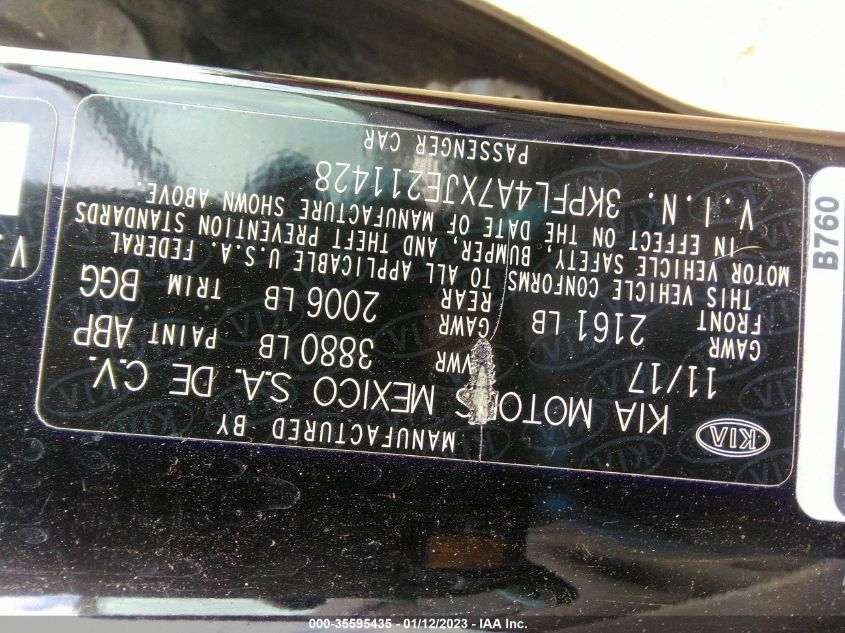 MANUFACTURED BY
KIA
KIA MOTORS MEXICO S.A. DE C.V.
11/17 GVWR 3880 LB PAINT ABP
GAWR FRONT 2161 LB GAWR REAR 2006 LB TRIM BGG
THIS VEHICLE CONFORMS TO ALL APPLICABLE U.S.A. FEDERAL
MOTOR VEHICLE SAFETY, BUMPER, AND THEFT PREVENTION STANDARDS
IN EFFECT ON THE DATE OF MANUFACTURE SHOWN ABOVE.
V.I.N. 3KPFL4A7XJE211428
PASSENGER CAR
B760
V.
000-35595435 - 01/12/2023 - IAA Inc.